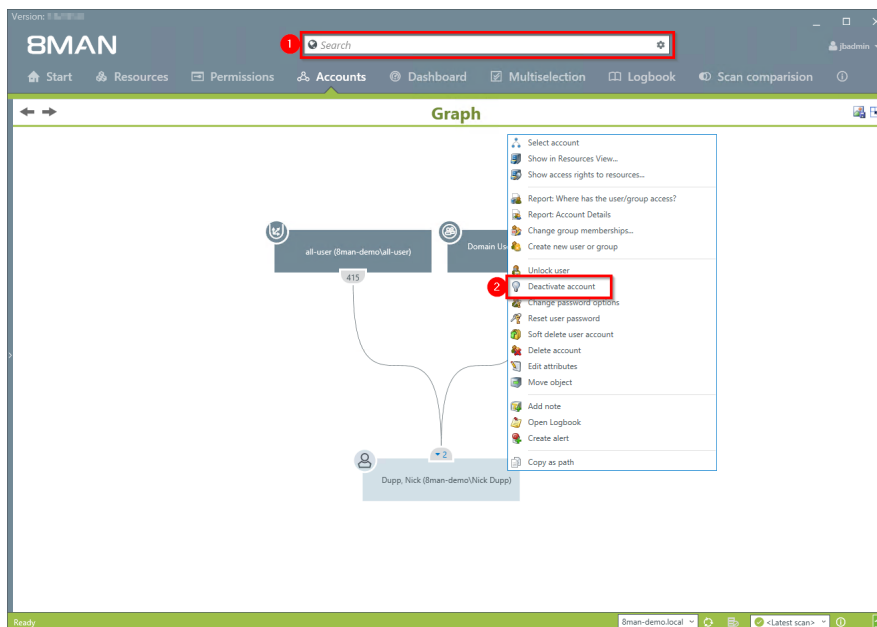 Version:
8MAN
1
Search
jbadmin
Start
Resources
Permissions
Accounts
Dashboard
Multiselection
Logbook
Scan comparision
Graph
Select account
Show in Resources View...
Show access rights to resources...
Report: Where has the user/group access?
Report: Account Details
Change group memberships...
Create new user or group
all-user (8man-demo\all-user)
Domain Us
415
Unlock user
2
Deactivate account
Change password options
Reset user password
Soft delete user account
Delete account
Edit attributes
Move object
Add note
Open Logbook
Create alert
Copy as path
2
Dupp, Nick (8man-demo\Nick Dupp)
Ready
8man-demo.local
<Latest scan>